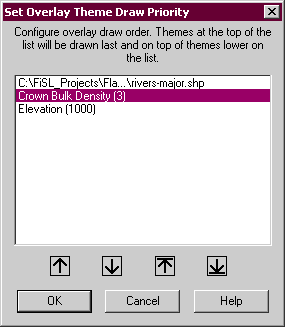 Set Overlay Theme Draw Priority
Configure overlay draw order. Themes at the top of the
list will be drawn last and on top of themes lower on
the list.
C:\FiSL_Projects\Fla...\rivers-major.shp
Crown Bulk Density (3)
Elevation (1000)
OK
Cancel
Help